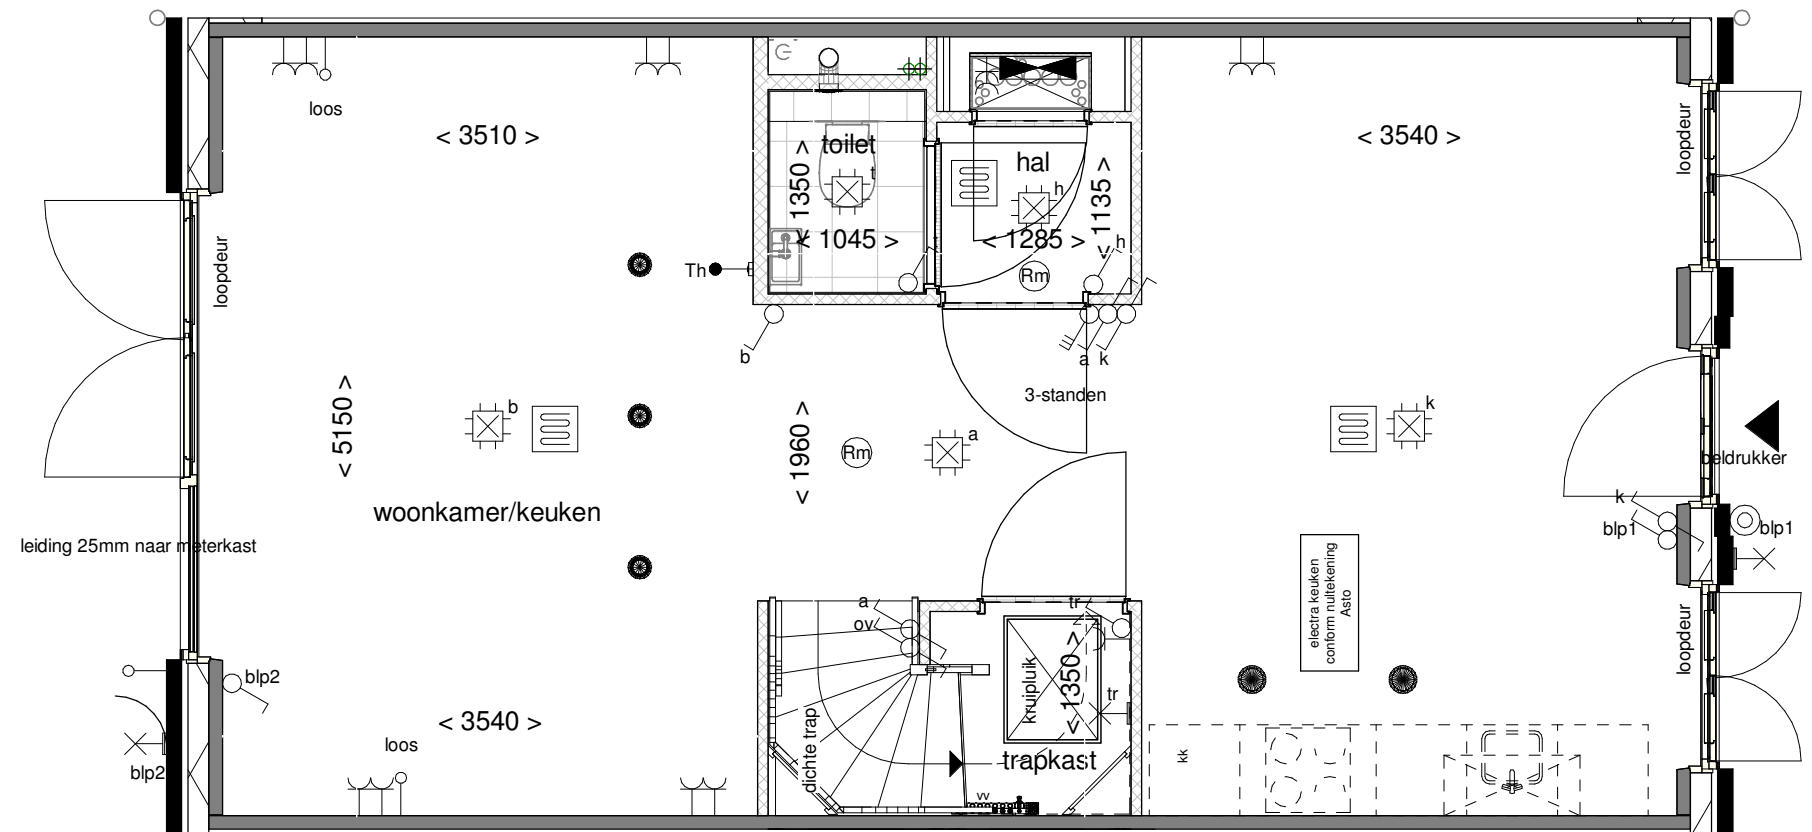 loos
< 3510 >
< 3540 >
toilet
t
< 1350 >
< 1045 >
hal
h
< 1135 >
< 1285 >
h
Rm
loopdeur
loopdeur
Th
b
a
k
3-standen
< 5150 >
b
< 1960 >
Rm
a
k
beldrukker
woonkamer/keuken
leiding 25mm naar meterkast
k
blp1
blp1
electra keuken
conform nultekening
Asto
a
ov
tr
loopdeur
blp2
< 3540 >
loos
blp2
dichte trap
kruipluik
< 1350 >
tr
trapkast
vv
kk